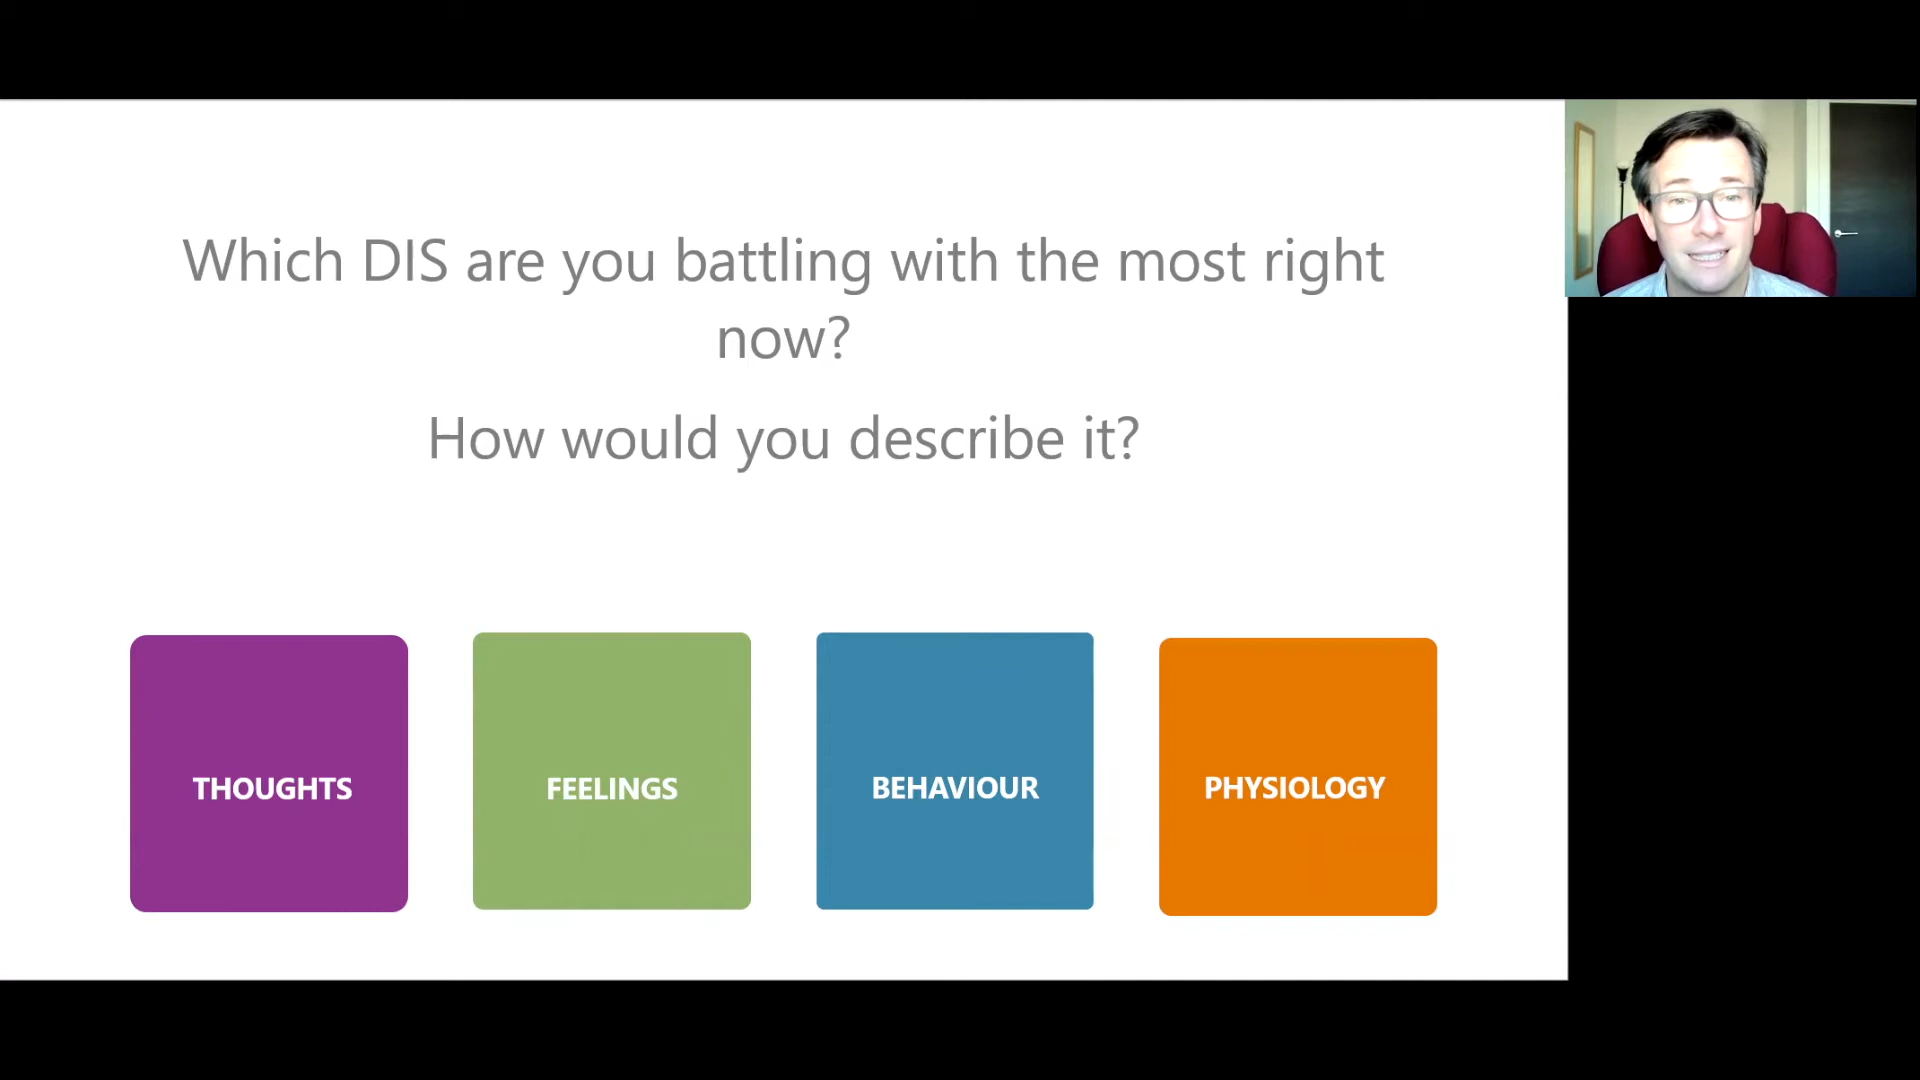 Which DIS are you battling with the most right
now?
How would you describe it?
THOUGHTS
FEELINGS
BEHAVIOUR
PHYSIOLOGY